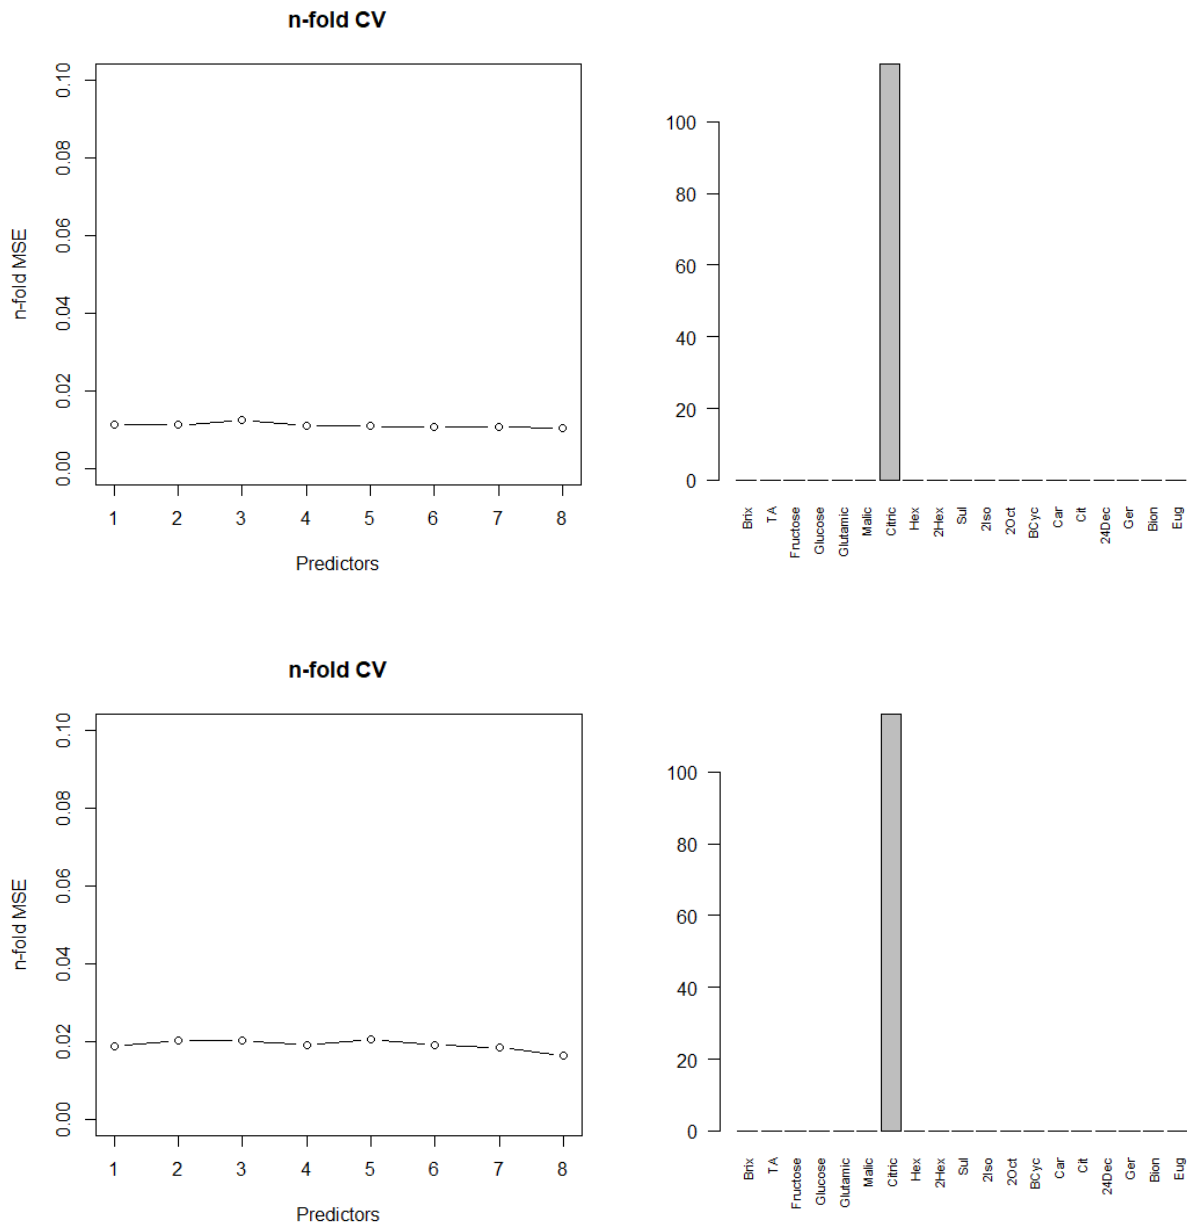 n-fold CV
n-fold MSE
0.10
0.08
0.06
0.04
0.02
0.00
1 2 3 4 5 6 7 8
Predictors
100
80
60
40
20
0
Brix TA Fructose Glucose Glutamic Malic Citric Hex 2Hex Sul 2Iso 2Oct BCyc Car Cit 24Dec Ger Bion Eug
n-fold CV
n-fold MSE
0.10
0.08
0.06
0.04
0.02
0.00
1 2 3 4 5 6 7 8
Predictors
100
80
60
40
20
0
Brix TA Fructose Glucose Glutamic Malic Citric Hex 2Hex Sul 2Iso 2Oct BCyc Car Cit 24Dec Ger Bion Eug